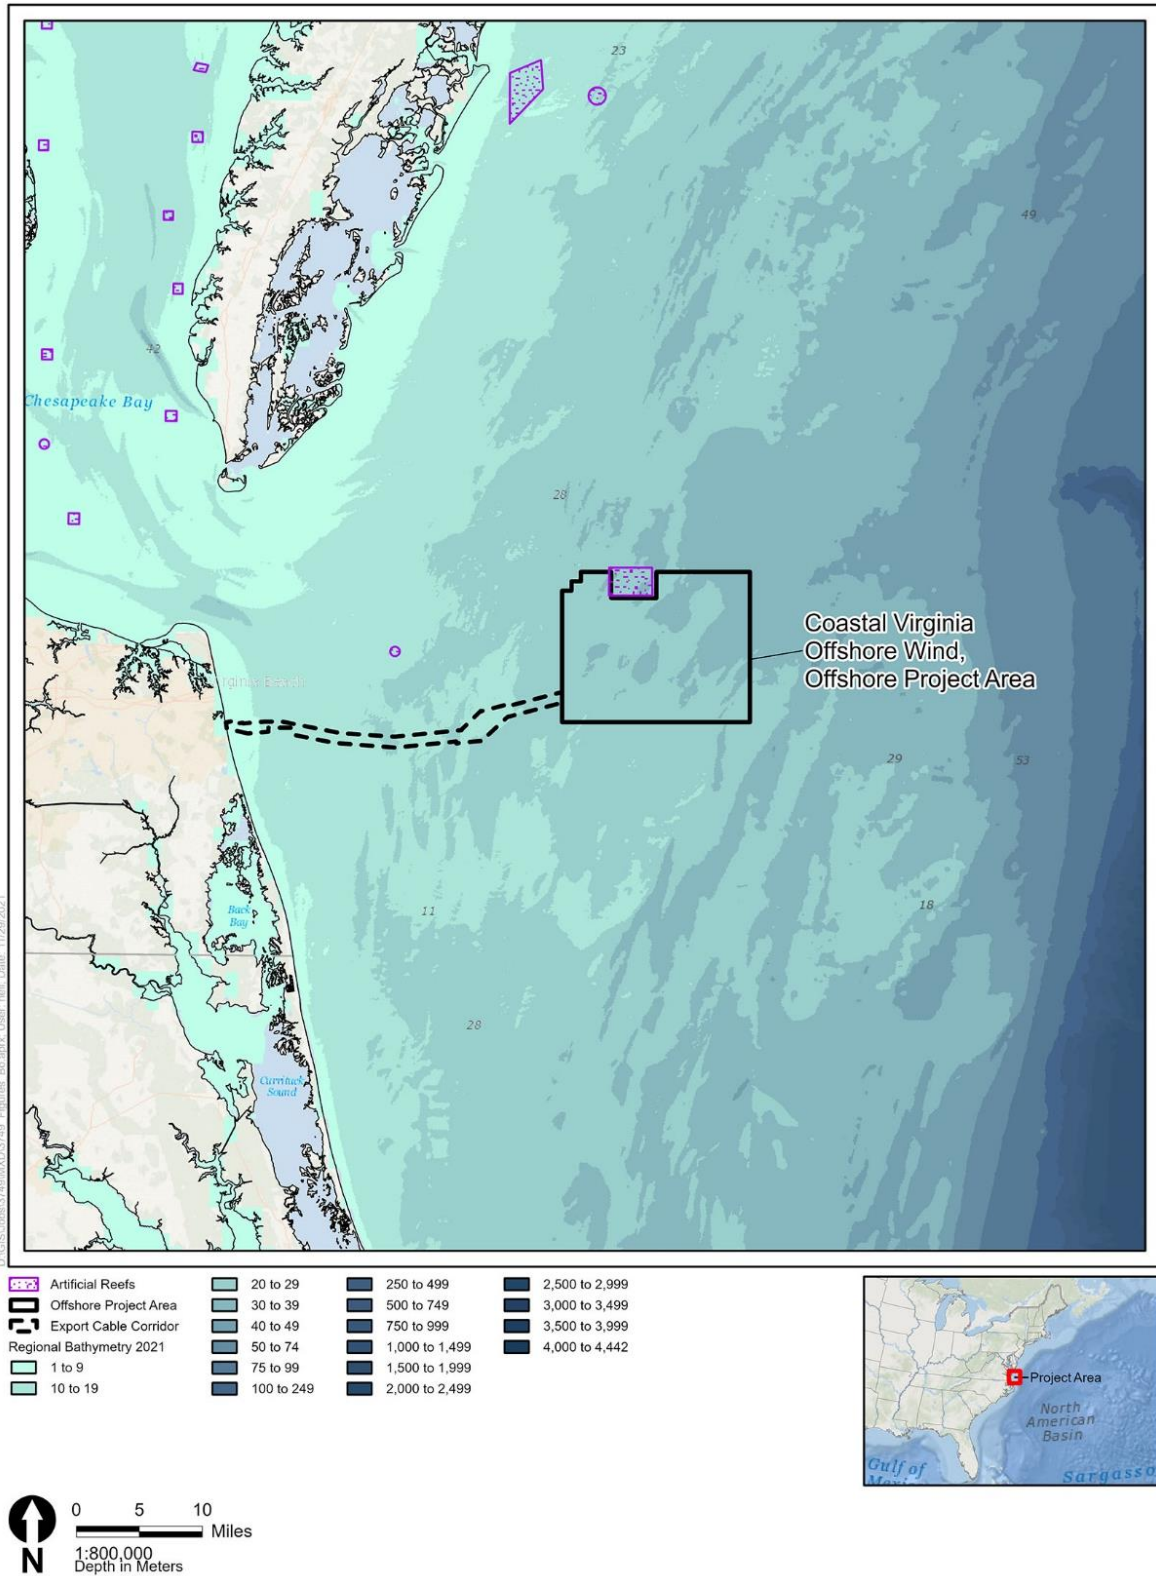 23
49
42
Chesapeake Bay
28
Coastal Virginia
Offshore Wind,
Offshore Project Area
29
53
Back
Bay
11
18
28
Currituck
Sound
Artificial Reefs
Offshore Project Area
Export Cable Corridor
Regional Bathymetry 2021
1 to 9
10 to 19
20 to 29
30 to 39
40 to 49
50 to 74
75 to 99
100 to 249
250 to 499
500 to 749
750 to 999
1,000 to 1,499
1,500 to 1,999
2,000 to 2,499
2,500 to 2,999
3,000 to 3,499
3,500 to 3,999
4,000 to 4,442
Project Area
North
American
Basin
Gulf of
Sargasso
0 5 10
Miles
1:800,000
Depth in Meters
N